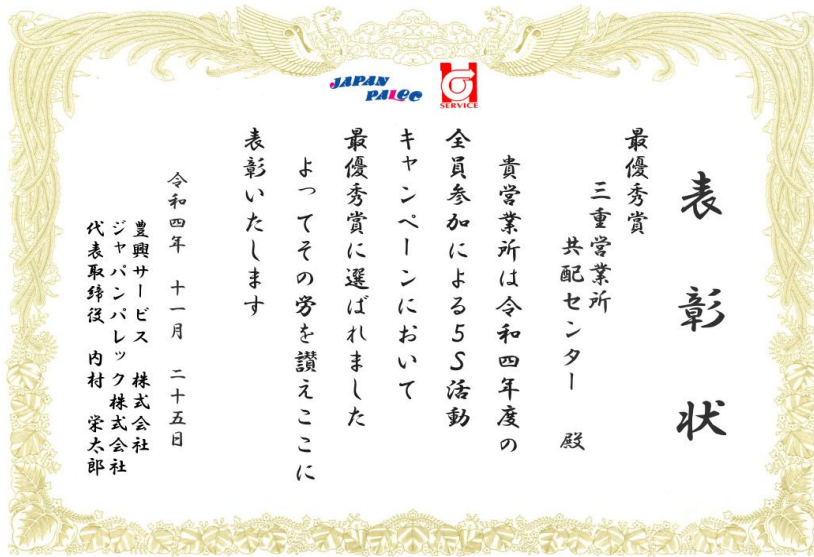 JAPAN
PALEC
SERVICE
表彰状
最優秀賞
三重営業所
共配センター 殿
貴営業所は令和四年度の
全員参加による5S活動
キャンペーンにおいて
最優秀賞に選ばれました
よってその労を讃えここに
表彰いたします
令和四年 十一月 二十五日
豊興サービス 株式会社
ジャパンパレック株式会社
代表取締役 内村 栄太郎